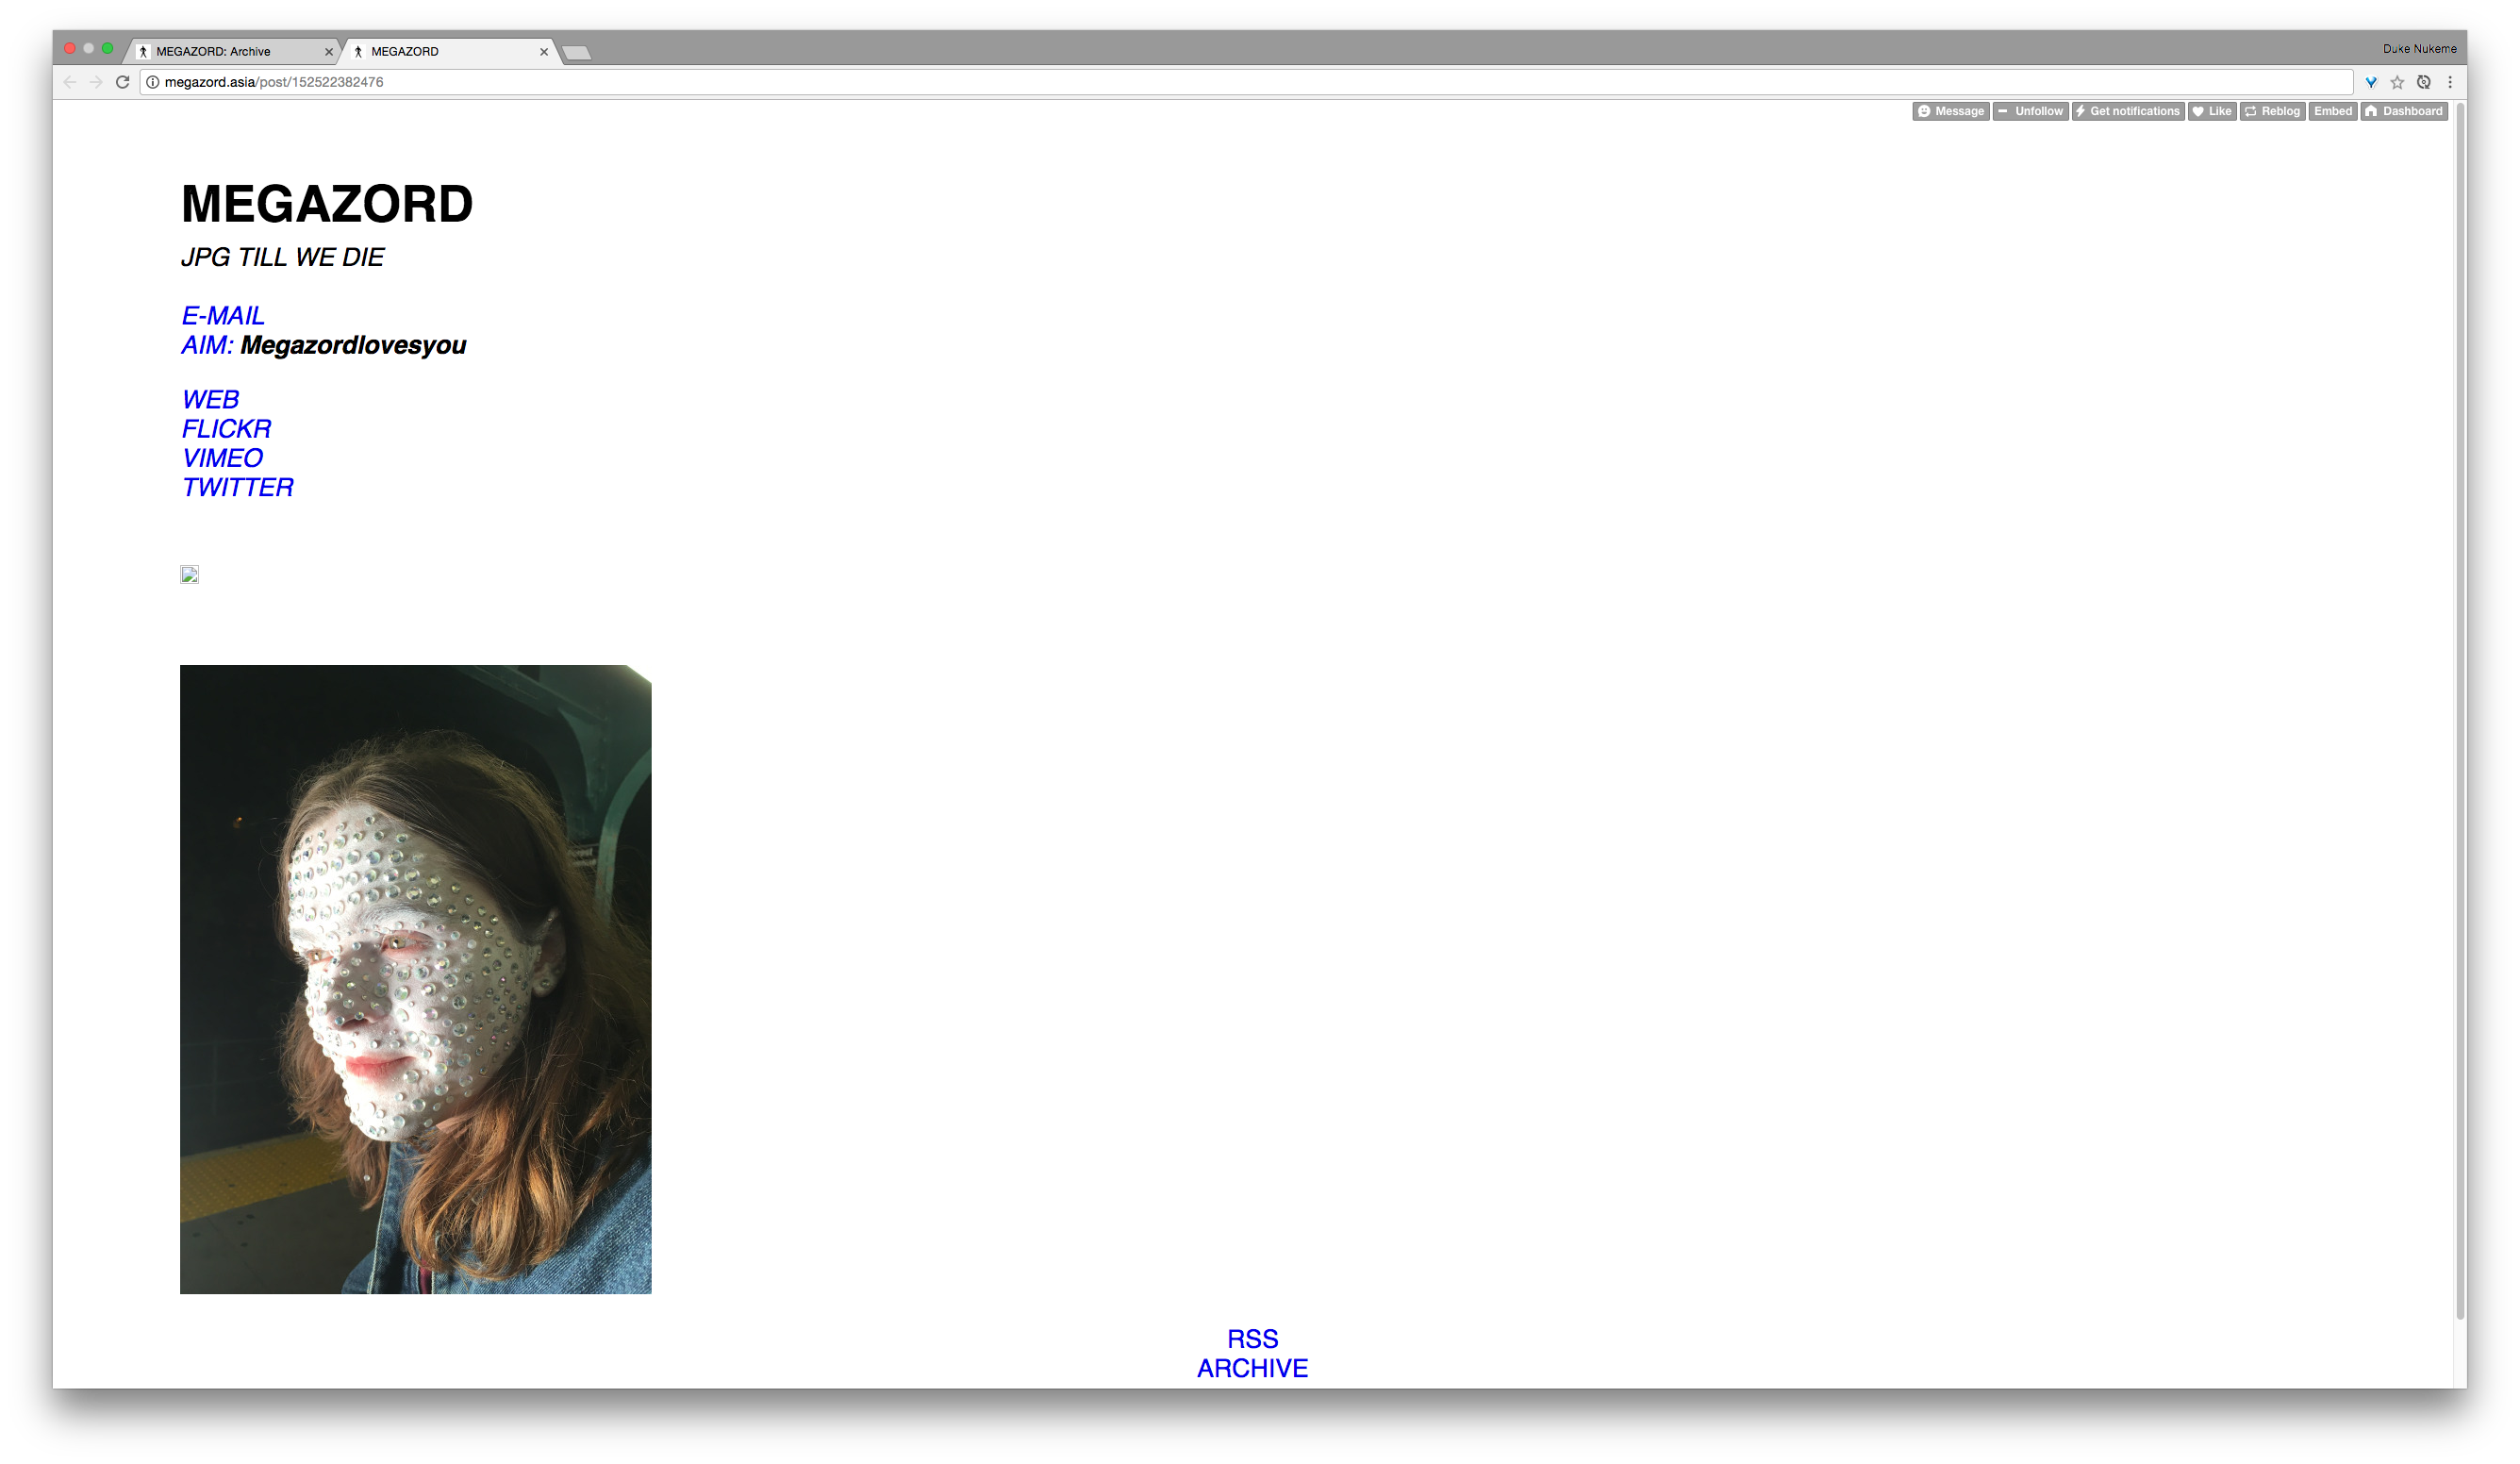 MEGAZORD: Archive
MEGAZORD
Duke Nukeme
megazord.asia/post/152522382476
Message
Unfollow
Get notifications
Like
Reblog
Embed
Dashboard
MEGAZORD
JPG TILL WE DIE
E-MAIL
AIM: Megazordlovesyou
WEB
FLICKR
VIMEO
TWITTER
RSS
ARCHIVE